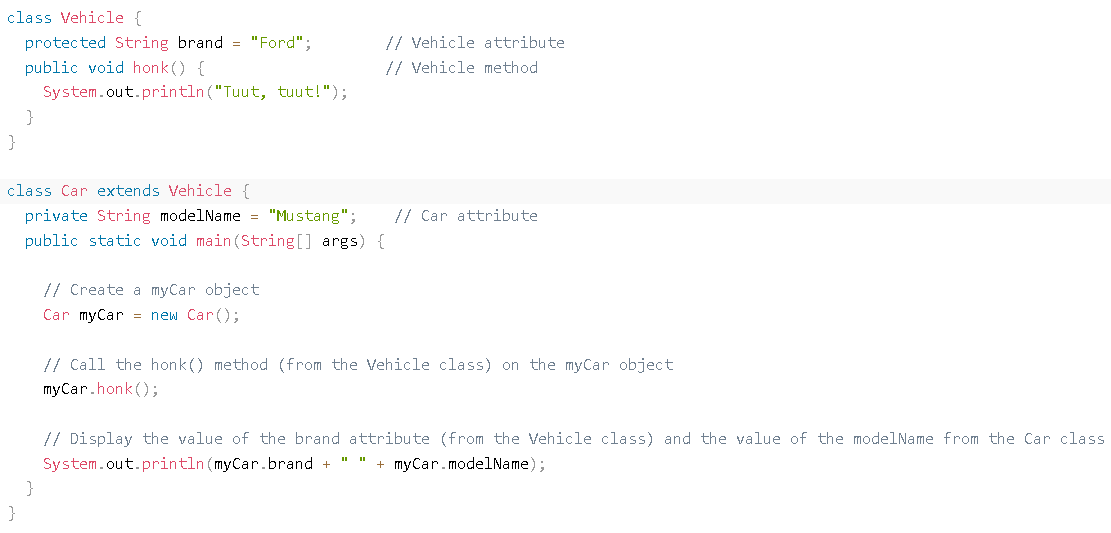 class Vehicle {
  protected String brand = "Ford";        // Vehicle attribute
  public void honk() {                    // Vehicle method
    System.out.println("Tuut, tuut!");
  }
}

class Car extends Vehicle {
  private String modelName = "Mustang";    // Car attribute
  public static void main(String[] args) {

    // Create a myCar object
    Car myCar = new Car();

    // Call the honk() method (from the Vehicle class) on the myCar object
    myCar.honk();

    // Display the value of the brand attribute (from the Vehicle class) and the value of the modelName from the Car class
    System.out.println(myCar.brand + " " + myCar.modelName);
  }
}